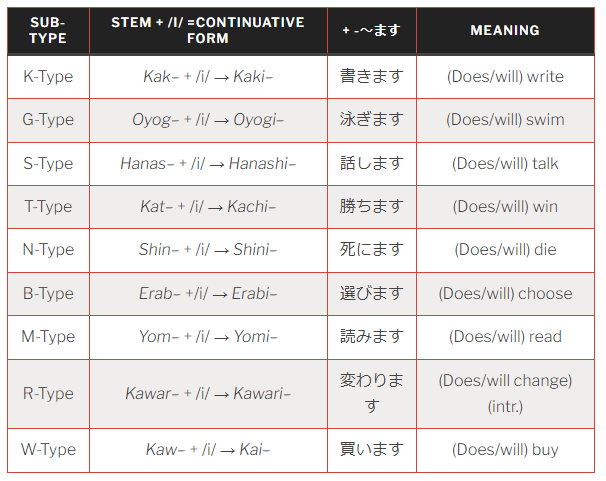 SUB-TYPE STEM + /I/ =CONTINUATIVE FORM + -～ます MEANING
K-Type Kak– + /i/ → Kaki– 書きます (Does/will) write
G-Type Oyog– + /i/ → Oyogi– 泳ぎます (Does/will) swim
S-Type Hanas– + /i/ → Hanashi– 話します (Does/will) talk
T-Type Kat– + /i/ → Kachi– 勝ちます (Does/will) win
N-Type Shin– + /i/ → Shini– 死にます (Does/will) die
B-Type Erab– +/i/ → Erabi– 選びます (Does/will) choose
M-Type Yom– + /i/ → Yomi– 読みます (Does/will) read
R-Type Kawar– + /i/ → Kawari– 変わります (Does/will change) (intr.)
W-Type Kaw– + /i/ → Kai– 買います (Does/will) buy